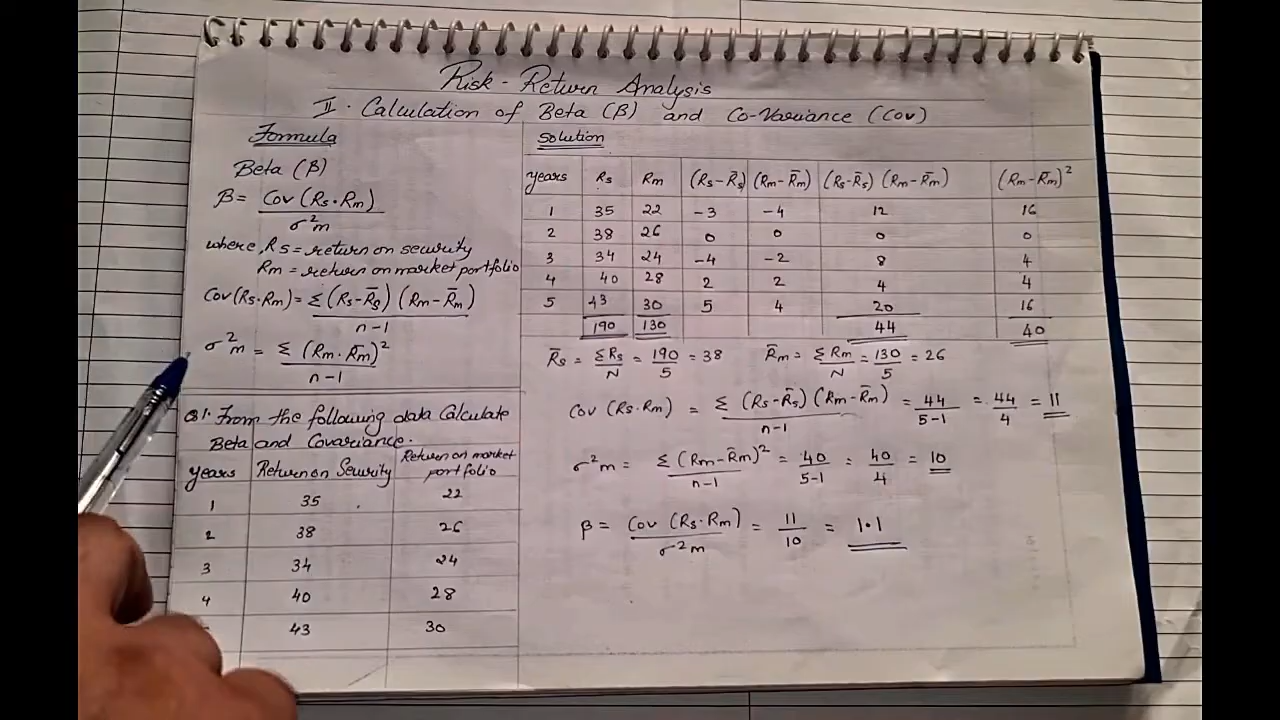 Risk - Return Analysis
II. Calculation of Beta (β) and Co-Variance (Cov)
Formula
Beta (β)
β = Cov (Rs·Rm) / σ²m
where, Rs = return on security
Rm = return on market portfolio
Cov (Rs·Rm) = Σ (Rs-R̄s) (Rm-R̄m) / n-1
σ²m = Σ (Rm·R̄m)² / n-1
Q1. From the following data Calculate
Beta and Covariance.
years | Return on Security | Return on market portfolio
1 | 35 | 22
2 | 38 | 26
3 | 34 | 24
4 | 40 | 28
43 | 30
Solution
years | Rs | Rm | (Rs-R̄s) | (Rm-R̄m) | (Rs-R̄s) (Rm-R̄m) | (Rm-R̄m)²
1 | 35 | 22 | -3 | -4 | 12 | 16
2 | 38 | 26 | 0 | 0 | 0 | 0
3 | 34 | 24 | -4 | -2 | 8 | 4
4 | 40 | 28 | 2 | 2 | 4 | 4
5 | 43 | 30 | 5 | 4 | 20 | 16
190 | 130 | 44 | 40
R̄s = ΣRs / N = 190 / 5 = 38 R̄m = ΣRm / N = 130 / 5 = 26
Cov (Rs·Rm) = Σ (Rs-R̄s) (Rm-R̄m) / n-1 = 44 / 5-1 = 44 / 4 = 11
σ²m = Σ (Rm-R̄m)² / n-1 = 40 / 5-1 = 40 / 4 = 10
β = Cov (Rs·Rm) / σ²m = 11 / 10 = 1·1